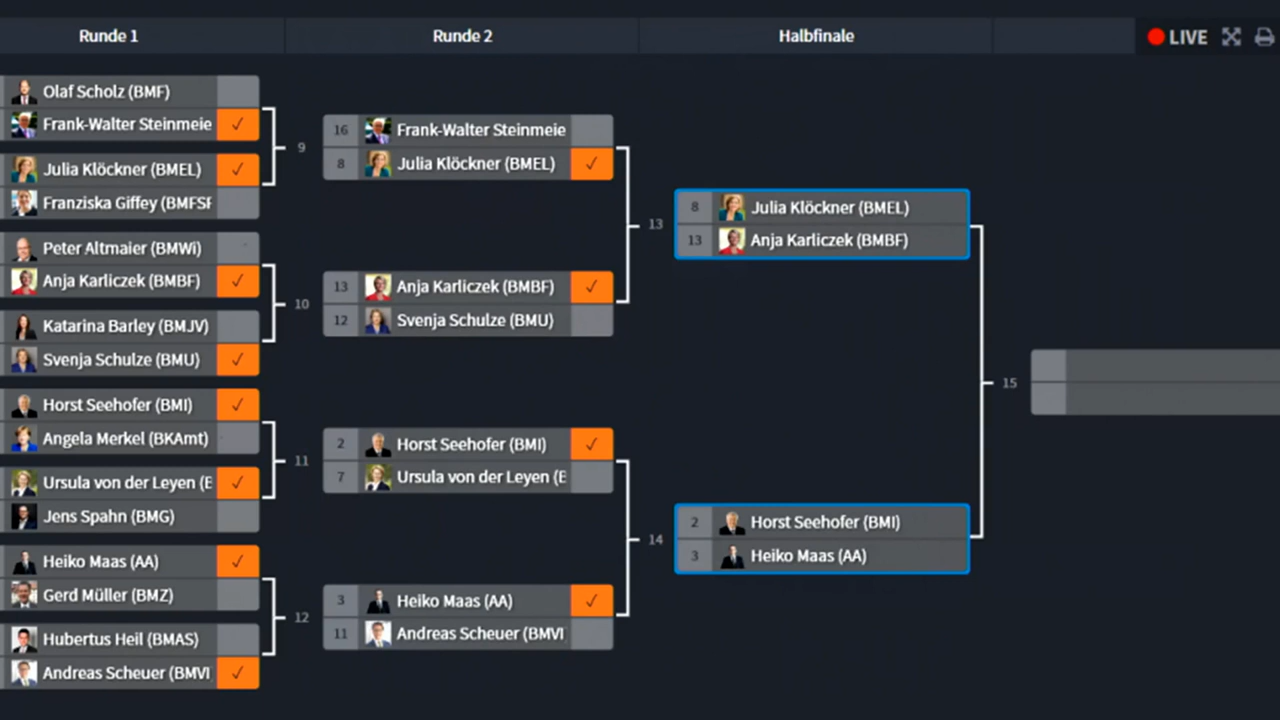 Runde 1
Runde 2
Halbfinale
LIVE
Olaf Scholz (BMF)
Frank-Walter Steinmeie
Julia Klöckner (BMEL)
Franziska Giffey (BMFSF
Peter Altmaier (BMWi)
Anja Karliczek (BMBF)
Katarina Barley (BMJV)
Svenja Schulze (BMU)
Horst Seehofer (BMI)
Angela Merkel (BKAmt)
Ursula von der Leyen (B
Jens Spahn (BMG)
Heiko Maas (AA)
Gerd Müller (BMZ)
Hubertus Heil (BMAS)
Andreas Scheuer (BMVI
9
10
11
12
16 Frank-Walter Steinmeie
8 Julia Klöckner (BMEL)
13 Anja Karliczek (BMBF)
12 Svenja Schulze (BMU)
2 Horst Seehofer (BMI)
7 Ursula von der Leyen (B
3 Heiko Maas (AA)
11 Andreas Scheuer (BMVI
13
14
8 Julia Klöckner (BMEL)
13 Anja Karliczek (BMBF)
2 Horst Seehofer (BMI)
3 Heiko Maas (AA)
15